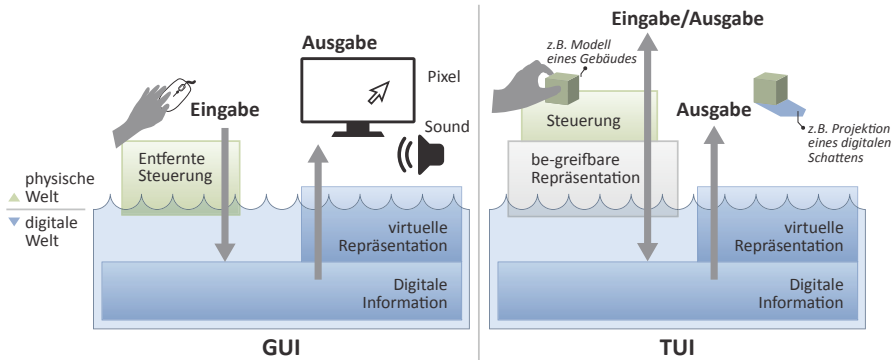 Ausgabe
Pixel
Eingabe
Sound
Entfernte
Steuerung
physische
Welt
digitale
Welt
virtuelle
Repräsentation
Digitale
Information
GUI
Eingabe/Ausgabe
z.B. Modell
eines Gebäudes
Ausgabe
Steuerung
z.B. Projektion
eines digitalen
Schattens
be-greifbare
Repräsentation
virtuelle
Repräsentation
Digitale
Information
TUI